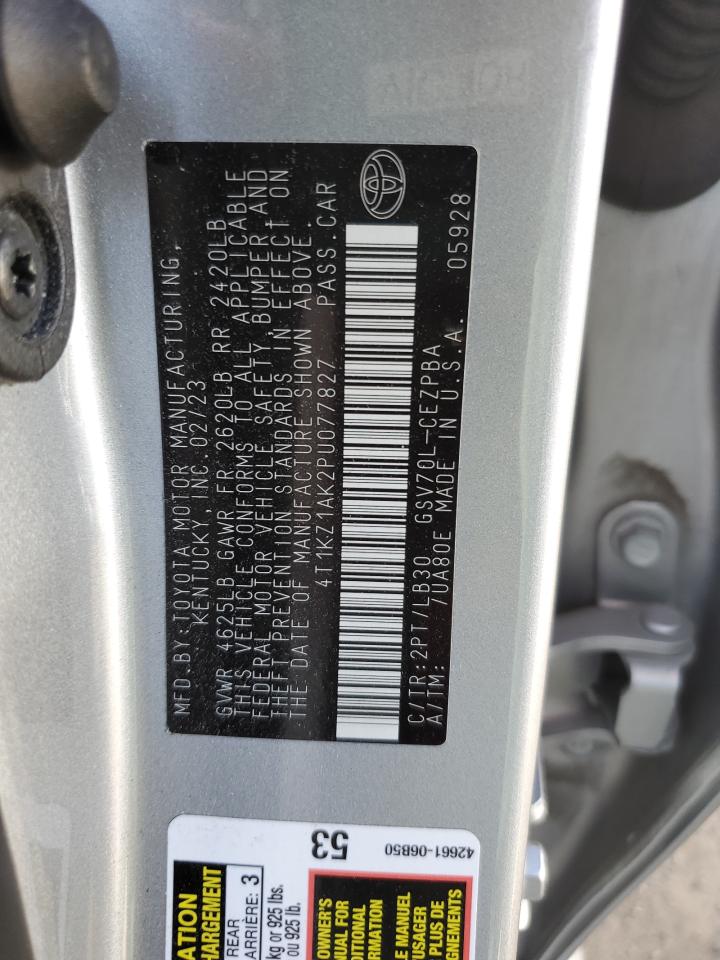 MFD.BY:TOYOTA MOTOR MANUFACTURING,
KENTUCKY INC.02/23
GVWR 4625LB GAWR FR 2620LB RR 2420LB
THIS VEHICLE CONFORMS TO ALL APPLICABLE
FEDERAL MOTOR VEHICLE SAFETY,BUMPER AND
THEFT PREVENTION STANDARDS IN EFFECT ON
THE DATE OF MANUFACTURE SHOWN ABOVE
4T1KZ1AK2PU077827 PASS.CAR
C/TR:2PT/LB30 GSV70L-CEZPBA
A/TM: 7UA80E MADE IN U.S.A. 05928
53
42661-06B50
REAR
ARRIÈRE: 3
kg or 925 lbs.
ou 925 lb.